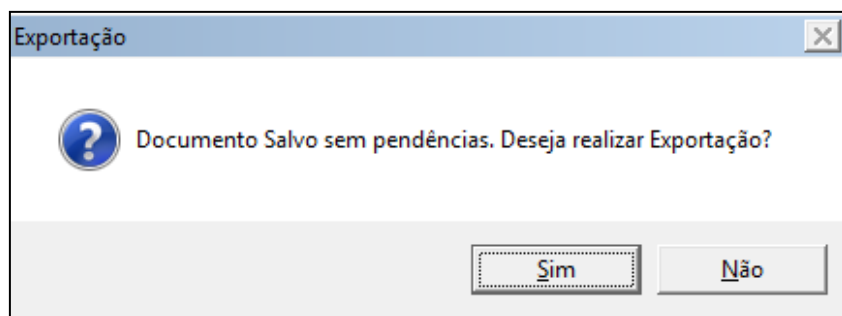 Exportação
Documento Salvo sem pendências. Deseja realizar Exportação?
Sim
Não